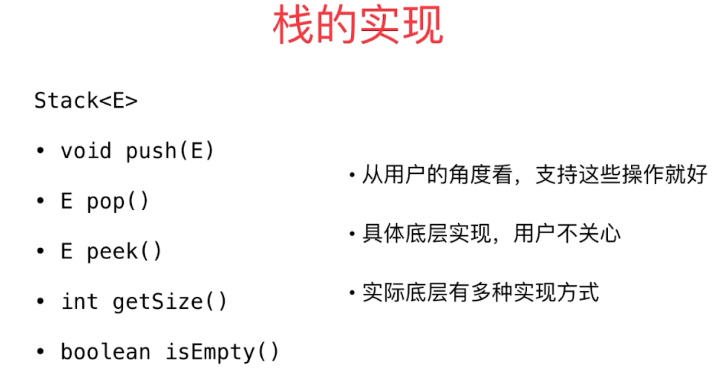 栈的实现
Stack<E>
• void push(E)
• E pop()
• E peek()
• int getSize()
• boolean isEmpty()
• 从用户的角度看，支持这些操作就好
• 具体底层实现，用户不关心
• 实际底层有多种实现方式